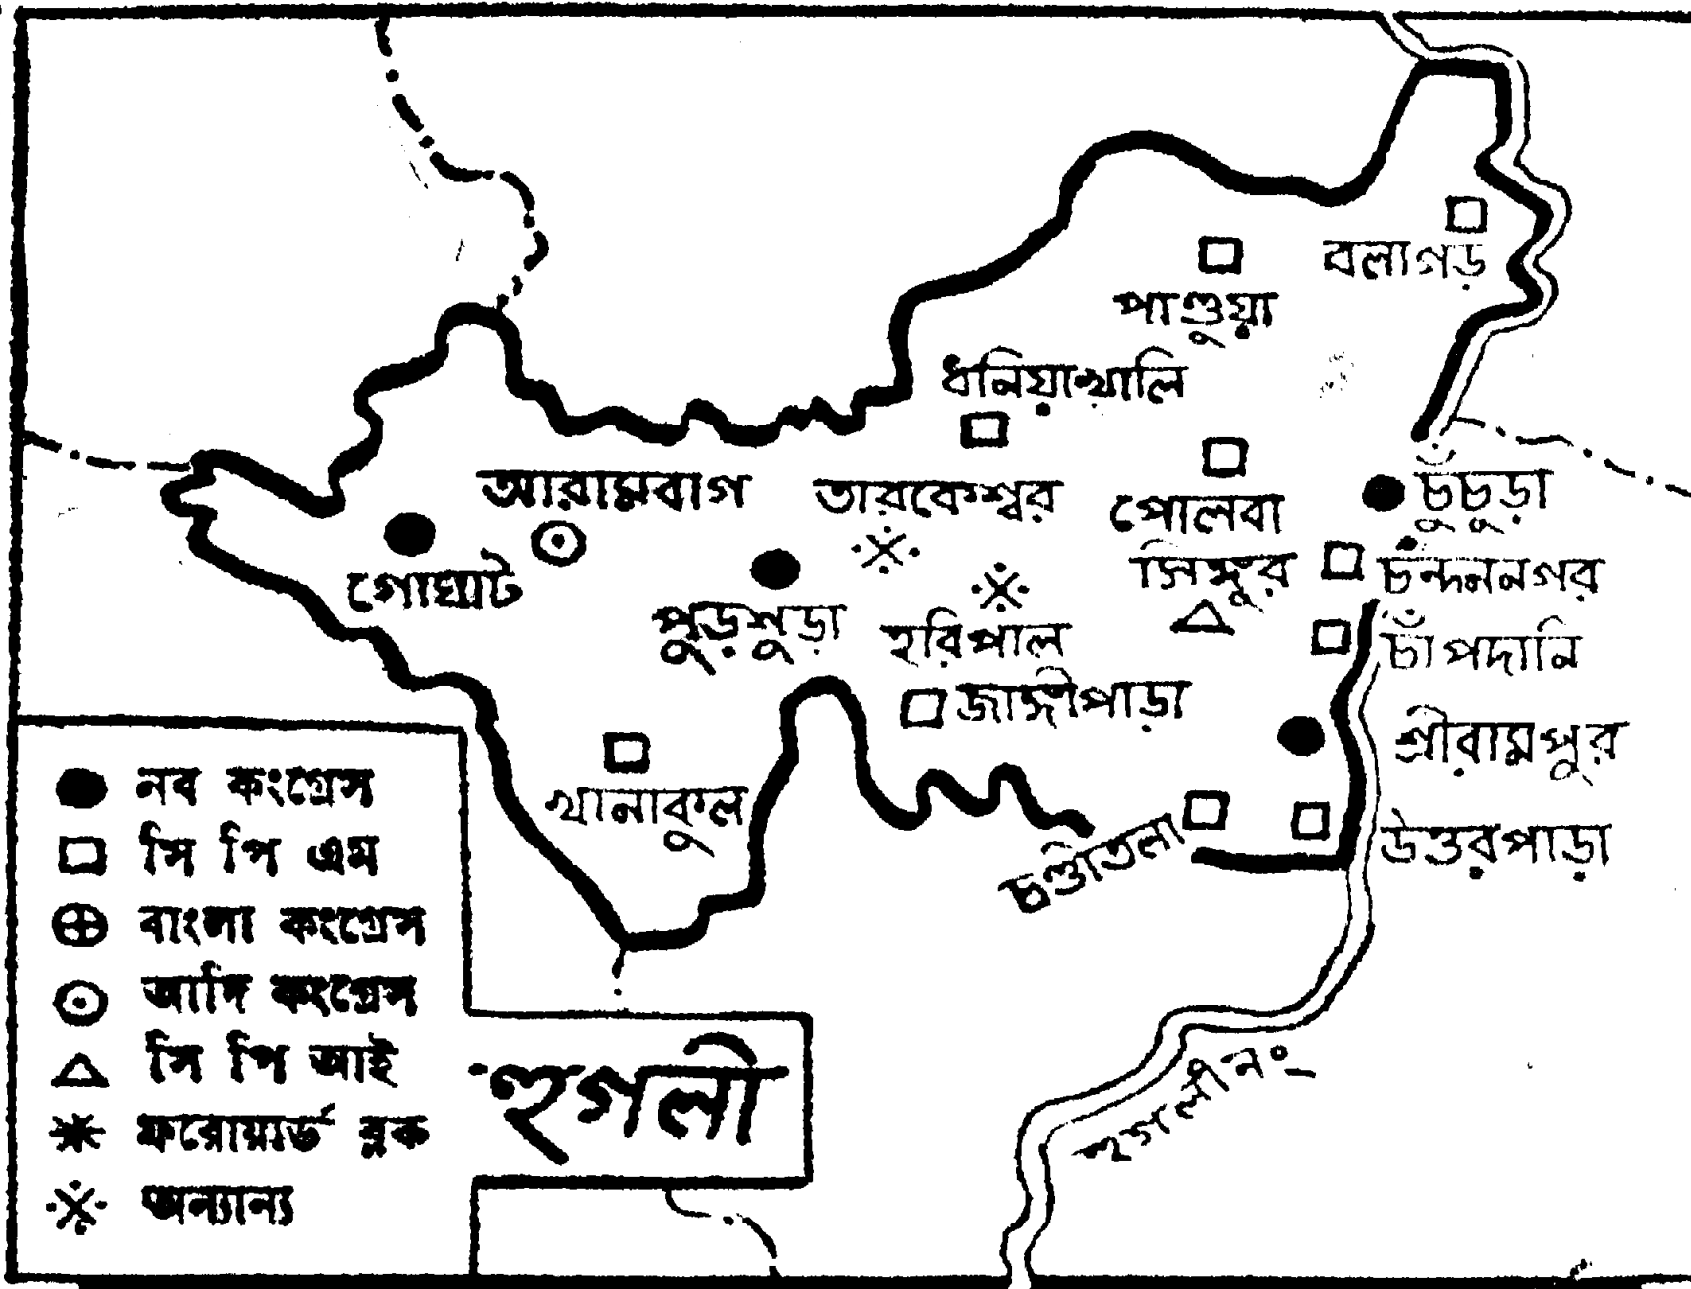 বলাগড়
পাণ্ডুয়া
ধনিয়াখালি
আরামবাগ
তারকেশ্বর
পোলবা
চুঁচুড়া
সিঙ্গুর
চন্দননগর
গোঘাট
পুড়শুড়া
হরিপাল
চাঁপদানি
জাঙ্গীপাড়া
শ্রীরামপুর
খানাকুল
চণ্ডীতলা
উত্তরপাড়া
নব কংগ্রেস
সি পি এম
বাংলা কংগ্রেস
আদি কংগ্রেস
সি পি আই
ফরোয়ার্ড ব্লক
অন্যান্য
হুগলী
হুগলী নং